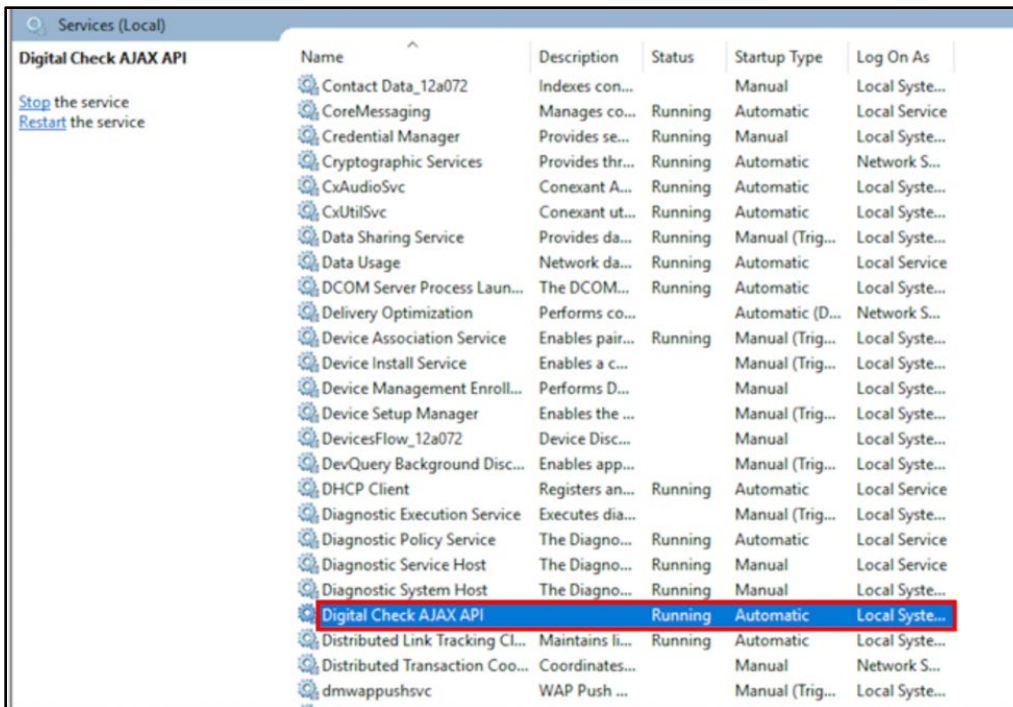 Services (Local)
Digital Check AJAX API
Stop the service
Restart the service
Name Description Status Startup Type Log On As
Contact Data_12a072 Indexes con... Manual Local Syste...
CoreMessaging Manages co... Running Automatic Local Service
Credential Manager Provides se... Running Manual Local Syste...
Cryptographic Services Provides thr... Running Automatic Network S...
CxAudioSvc Conexant A... Running Automatic Local Syste...
CxUtilSvc Conexant ut... Running Automatic Local Syste...
Data Sharing Service Provides da... Running Manual (Trig... Local Syste...
Data Usage Network da... Running Automatic Local Service
DCOM Server Process Laun... The DCOM... Running Automatic Local Syste...
Delivery Optimization Performs co... Automatic (D... Network S...
Device Association Service Enables pair... Running Manual (Trig... Local Syste...
Device Install Service Enables a c... Manual (Trig... Local Syste...
Device Management Enroll... Performs D... Manual Local Syste...
Device Setup Manager Enables the ... Manual (Trig... Local Syste...
DevicesFlow_12a072 Device Disc... Manual Local Syste...
DevQuery Background Disc... Enables app... Manual (Trig... Local Syste...
DHCP Client Registers an... Running Automatic Local Service
Diagnostic Execution Service Executes dia... Manual (Trig... Local Syste...
Diagnostic Policy Service The Diagno... Running Automatic Local Service
Diagnostic Service Host The Diagno... Running Manual Local Service
Diagnostic System Host The Diagno... Running Manual Local Syste...
Digital Check AJAX API Running Automatic Local Syste...
Distributed Link Tracking Cl... Maintains li... Running Automatic Local Syste...
Distributed Transaction Coo... Coordinates... Manual Network S...
dmwappushsvc WAP Push ... Manual (Trig... Local Syste...